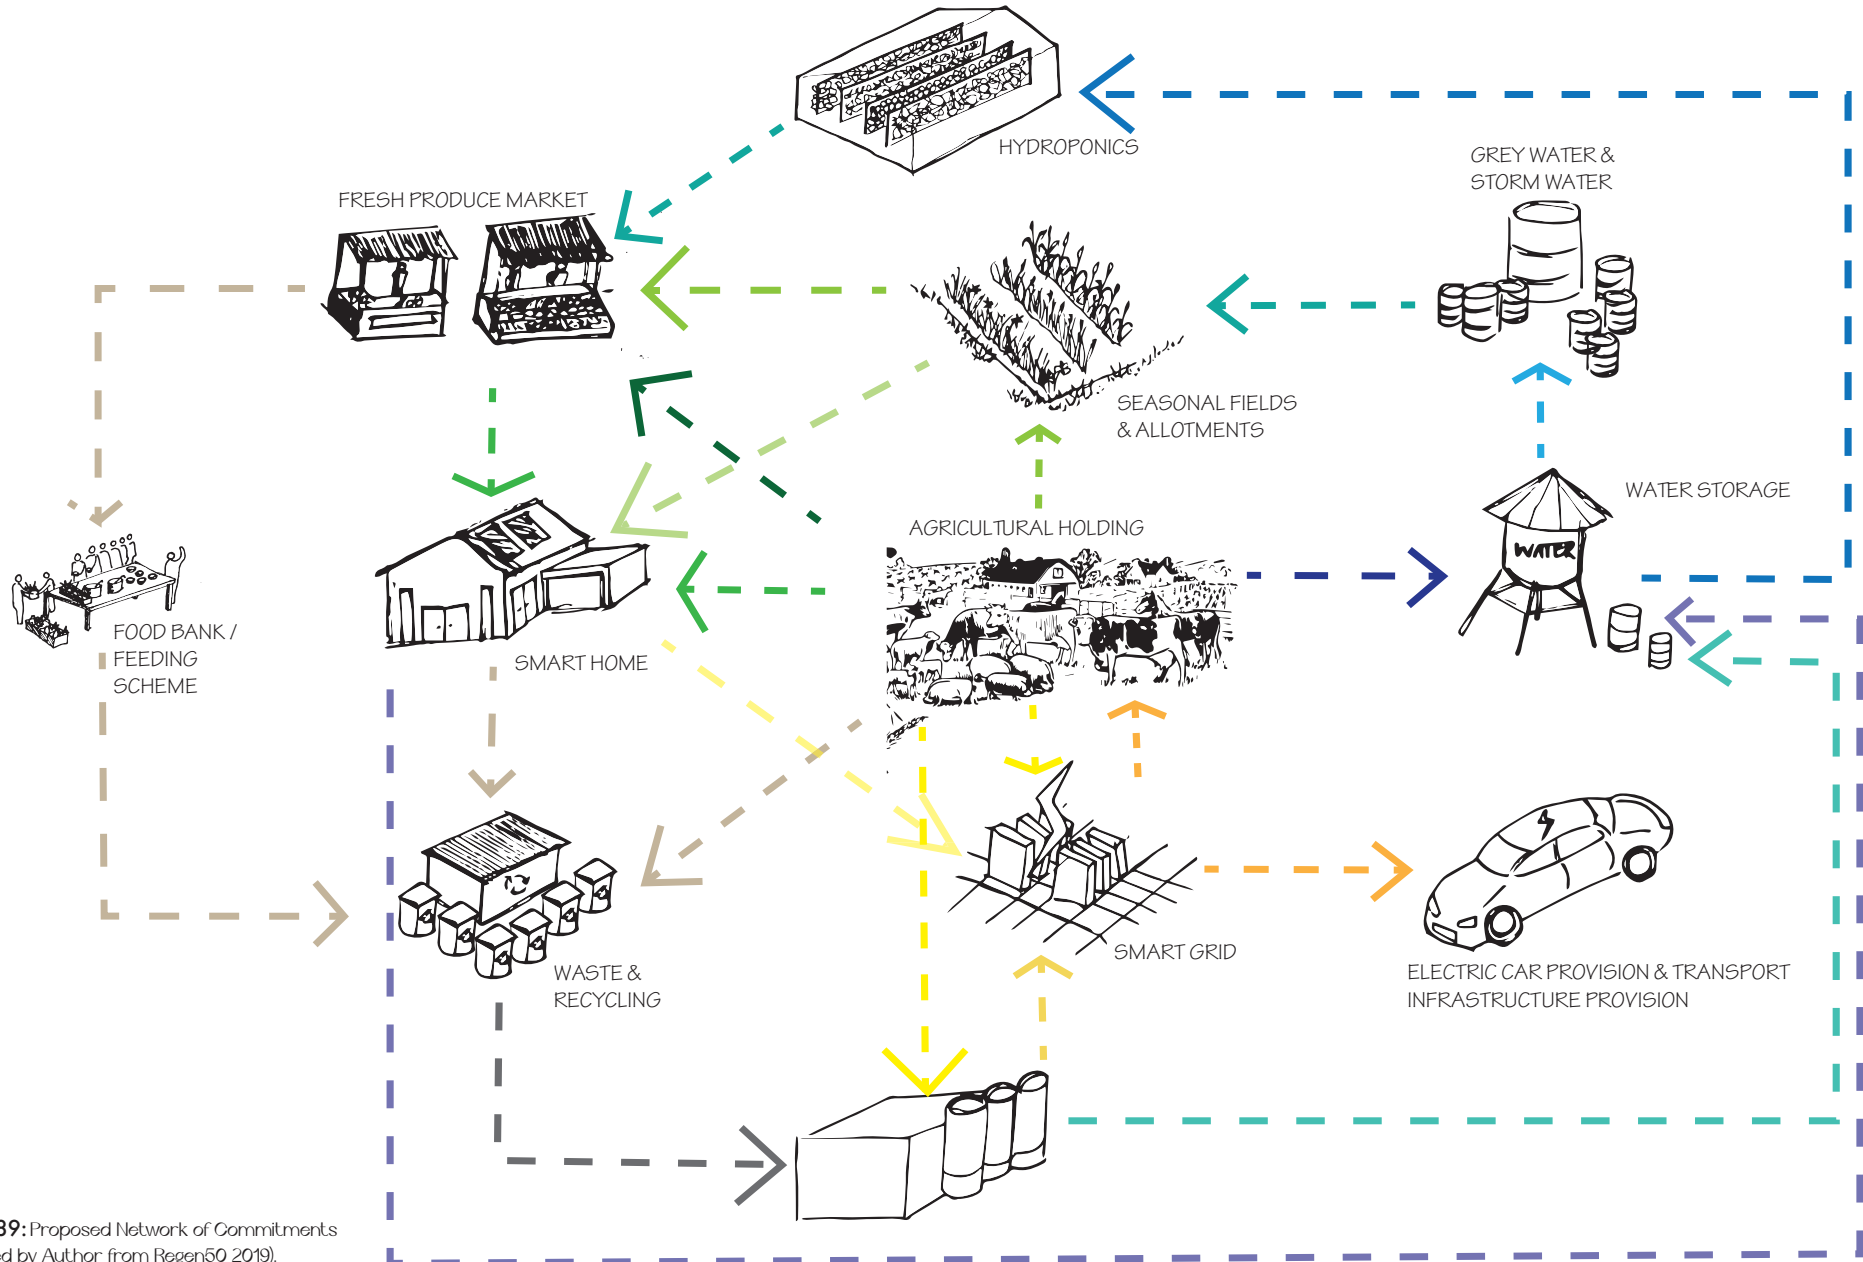 HYDROPONICS
GREY WATER &
STORM WATER
FRESH PRODUCE MARKET
SEASONAL FIELDS
& ALLOTMENTS
WATER STORAGE
AGRICULTURAL HOLDING
WATER
FOOD BANK /
FEEDING
SCHEME
SMART HOME
SMART GRID
WASTE &
RECYCLING
ELECTRIC CAR PROVISION & TRANSPORT
INFRASTRUCTURE PROVISION
39: Proposed Network of Commitments
ed by Author from Regen50 2019).